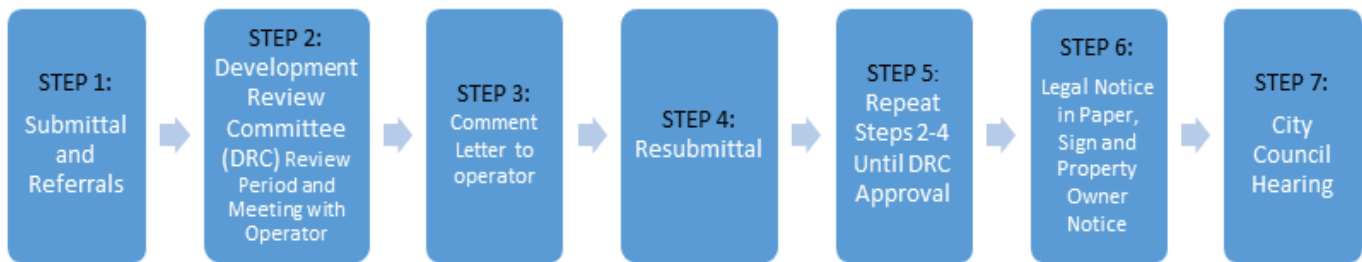 STEP 1:
Submittal
and
Referrals
STEP 2:
Development
Review
Committee
(DRC) Review
Period and
Meeting with
Operator
STEP 3:
Comment
Letter to
operator
STEP 4:
Resubmittal
STEP 5:
Repeat
Steps 2-4
Until DRC
Approval
STEP 6:
Legal Notice
in Paper,
Sign and
Property
Owner
Notice
STEP 7:
City
Council
Hearing